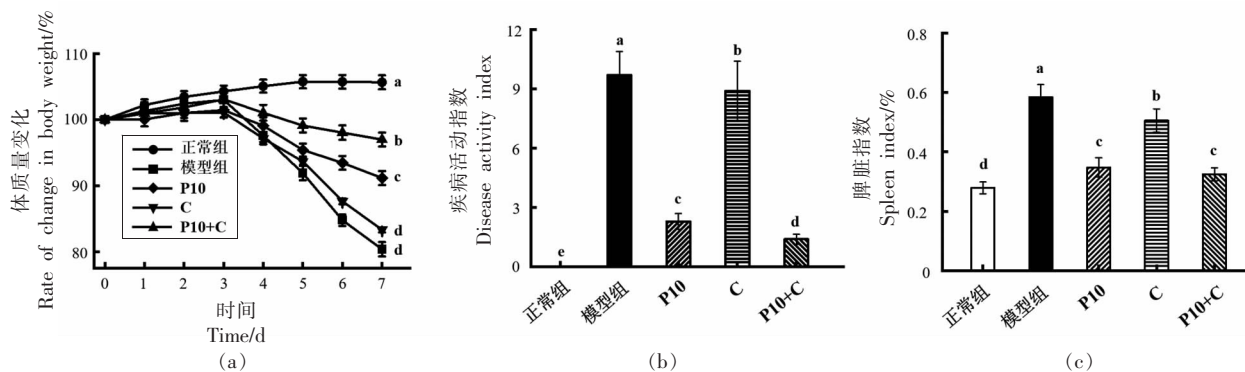 体质量变化
Rate of change in body weight/%
110
100
90
80
正常组
模型组
P10
C
P10+C
a
b
c
d
d
0 1 2 3 4 5 6 7
时间
Time/d
(a)
疾病活动指数
Disease activity index
12
9
6
3
0
e
a
c
b
d
正常组
模型组
P10
C
P10+C
(b)
脾脏指数
Spleen index/%
0.8
0.6
0.4
0.2
0
d
a
c
b
c
正常组
模型组
P10
C
P10+C
(c)